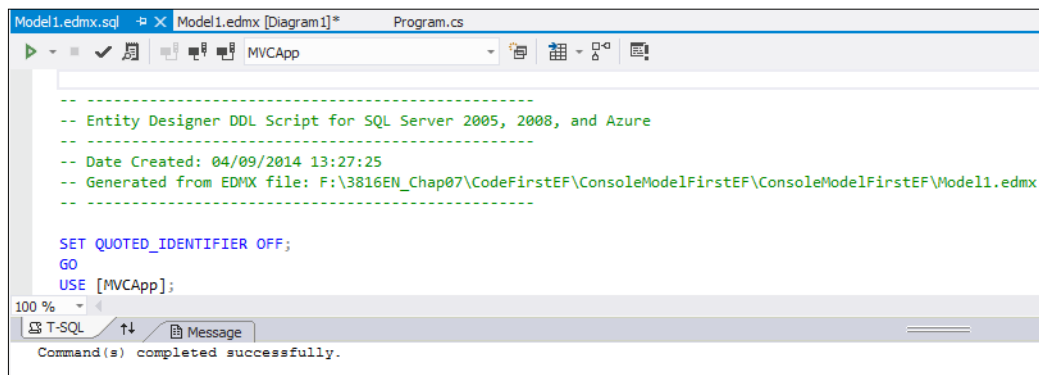 Model1.edmx.sql Model1.edmx [Diagram1]* Program.cs
MVCApp
-- --------------------------------------------------
-- Entity Designer DDL Script for SQL Server 2005, 2008, and Azure
-- --------------------------------------------------
-- Date Created: 04/09/2014 13:27:25
-- Generated from EDMX file: F:\3816EN_Chap07\CodeFirstEF\ConsoleModelFirstEF\ConsoleModelFirstEF\Model1.edmx
-- --------------------------------------------------
SET QUOTED_IDENTIFIER OFF;
GO
USE [MVCApp];
100 %
T-SQL Message
Command(s) completed successfully.